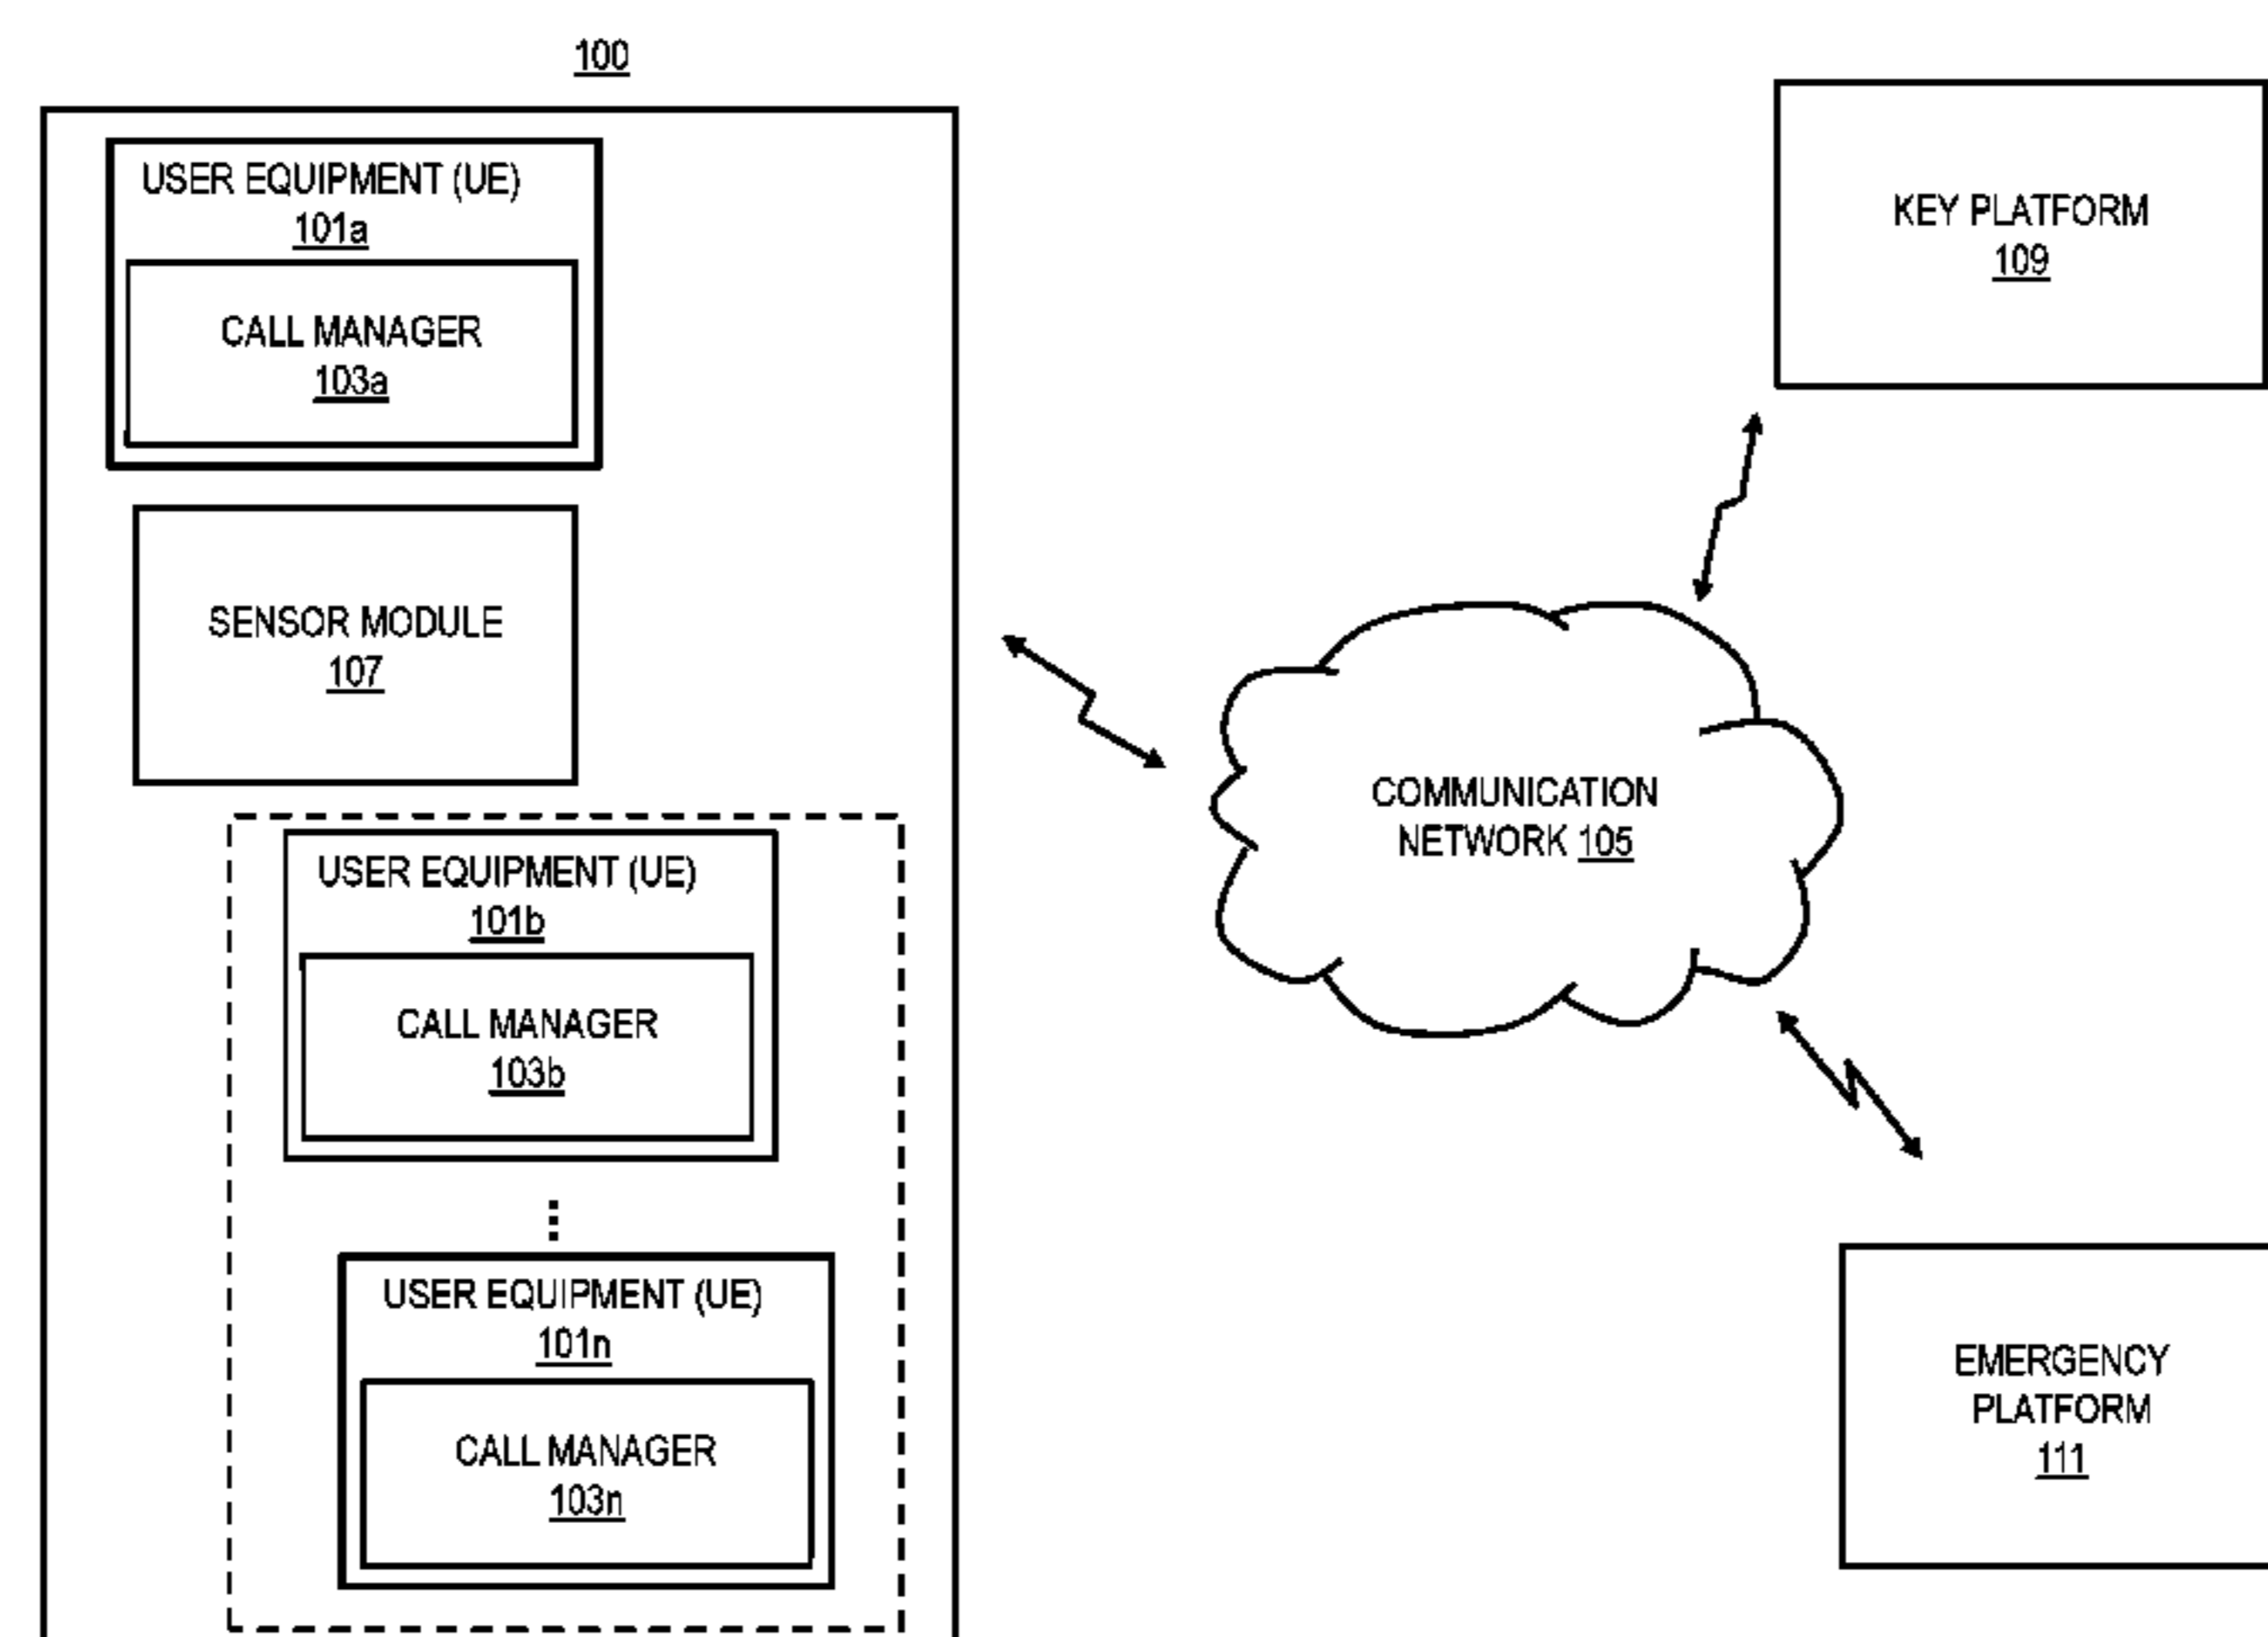 100
USER EQUIPMENT (UE)
101a
CALL MANAGER
103a
SENSOR MODULE
107
USER EQUIPMENT (UE)
101b
CALL MANAGER
103b
USER EQUIPMENT (UE)
101n
CALL MANAGER
103n
COMMUNICATION
NETWORK 105
KEY PLATFORM
109
EMERGENCY
PLATFORM
111